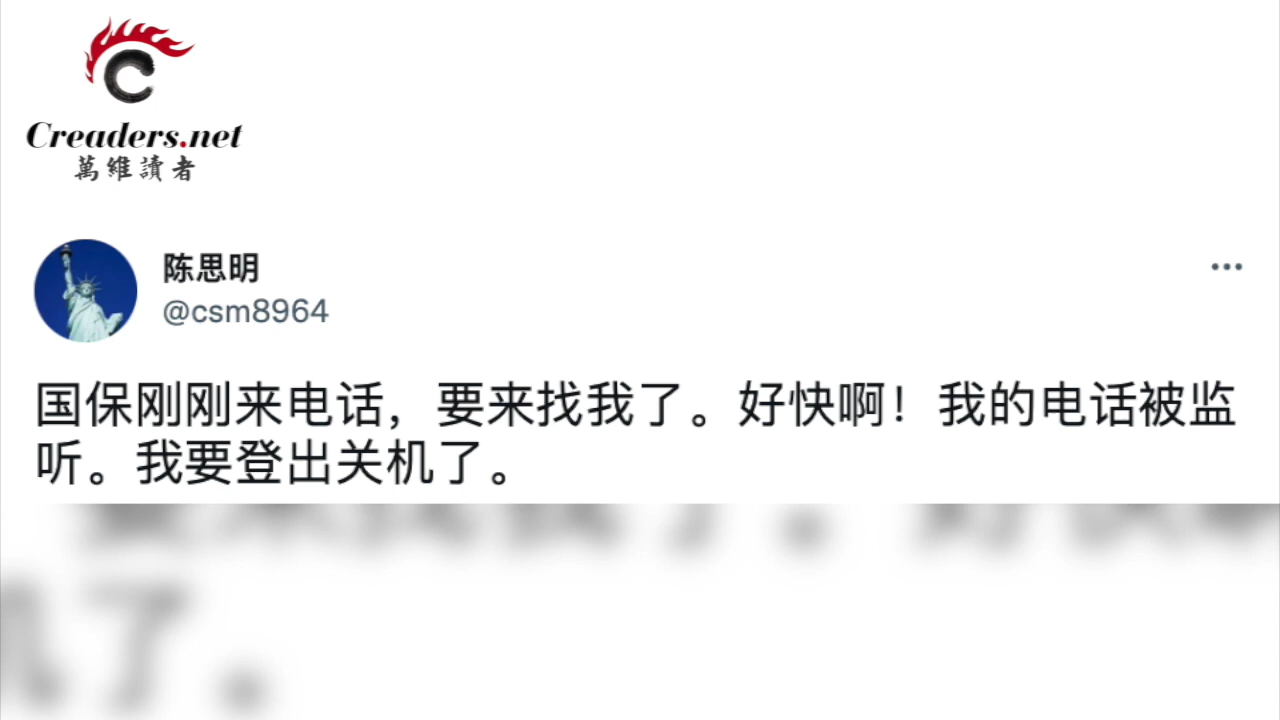 Creaders.net
萬維讀者
陈思明
@csm8964
国保刚刚来电话，要来找我了。好快啊！我的电话被监
听。我要登出关机了。